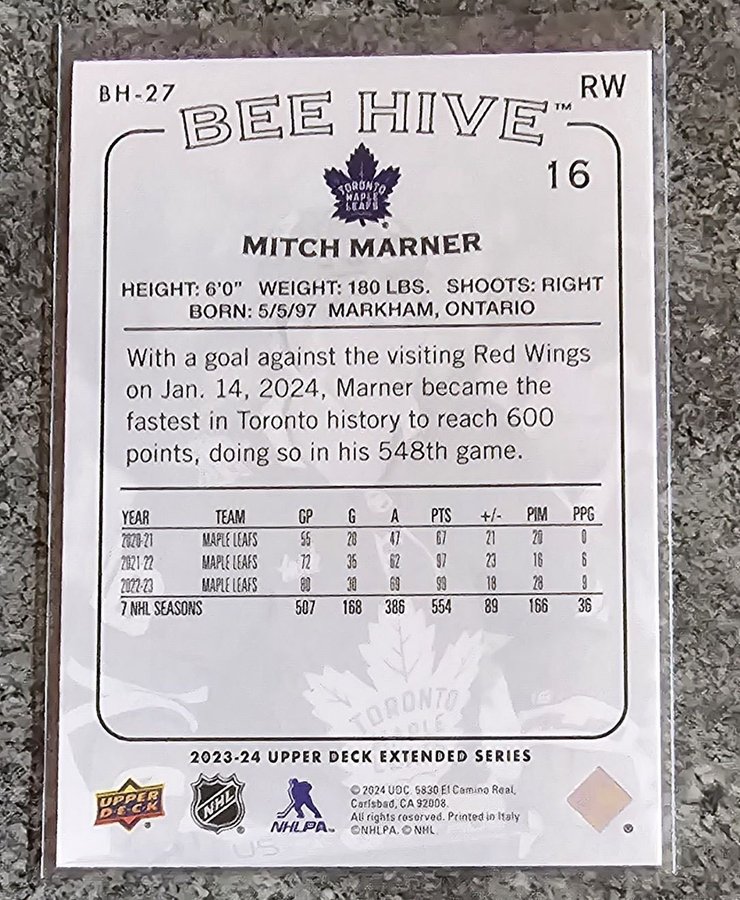 BH-27
RW
BEE HIVE™
16
TORONTO
MAPLE
LEAFS
MITCH MARNER
HEIGHT: 6'0" WEIGHT: 180 LBS. SHOOTS: RIGHT
BORN: 5/5/97 MARKHAM, ONTARIO
With a goal against the visiting Red Wings
on Jan. 14, 2024, Marner became the
fastest in Toronto history to reach 600
points, doing so in his 548th game.
YEAR TEAM GP G A PTS +/- PIM PPG
2020-21 MAPLE LEAFS 55 20 47 67 21 20 0
2021-22 MAPLE LEAFS 72 35 62 97 23 16 6
2022-23 MAPLE LEAFS 80 30 69 99 18 28 9
7 NHL SEASONS 507 168 386 554 89 166 36
TORONTO
MAPLE
2023-24 UPPER DECK EXTENDED SERIES
UPPER
DECK
NHL
NHLPA
© 2024 UDC. 5830 El Camino Real,
Carlsbad, CA 92008.
All rights reserved. Printed in Italy
©NHLPA. © NHL